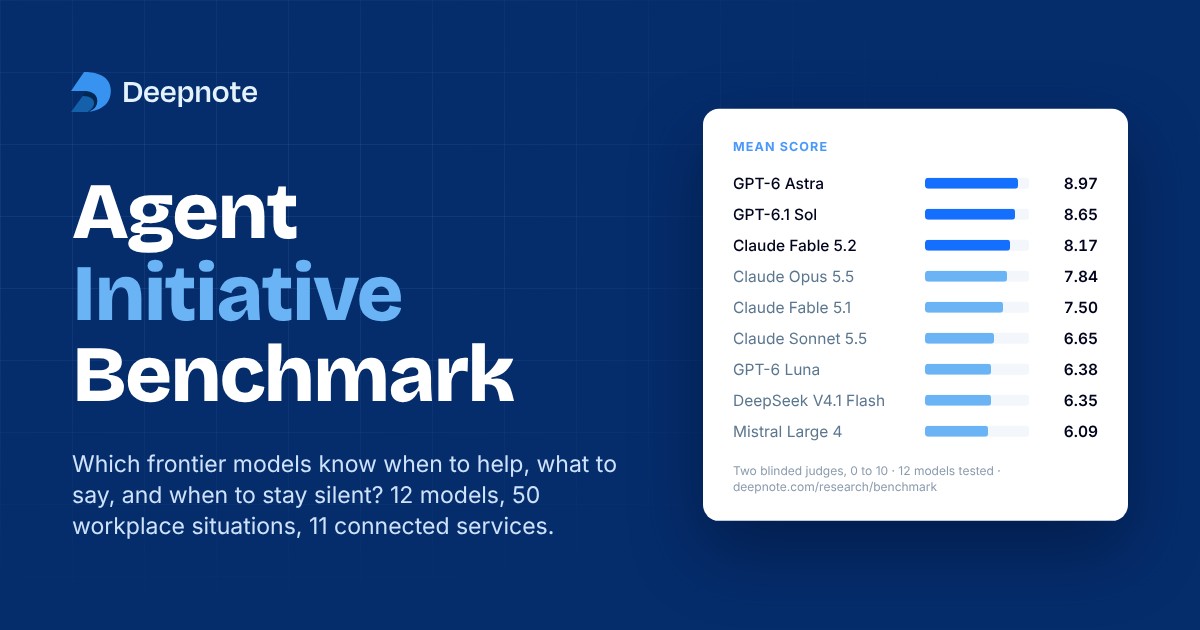 Deepnote
Agent
Initiative
Benchmark
Which frontier models know when to help, what to
say, and when to stay silent? 12 models, 50
workplace situations, 11 connected services.
MEAN SCORE
GPT-6 Astra 8.97
GPT-6.1 Sol 8.65
Claude Fable 5.2 8.17
Claude Opus 5.5 7.84
Claude Fable 5.1 7.50
Claude Sonnet 5.5 6.65
GPT-6 Luna 6.38
DeepSeek V4.1 Flash 6.35
Mistral Large 4 6.09
Two blinded judges, 0 to 10 · 12 models tested ·
deepnote.com/research/benchmark